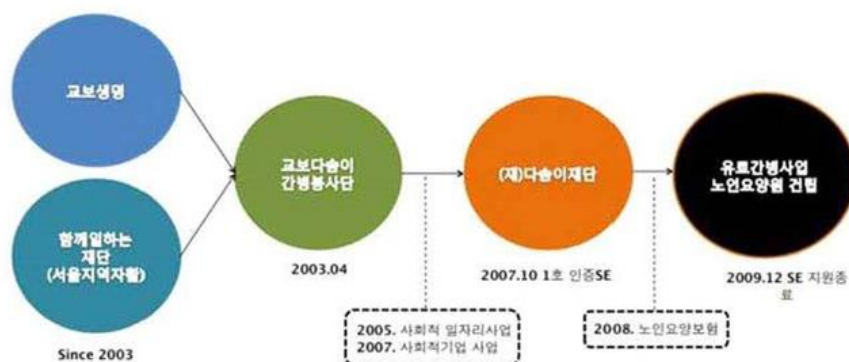 교보생명
함께일하는
재단
(서울지역자활)
Since 2003
교보다솜이
간병봉사단
2003.04
(재)다솜이재단
2007.10 1호 인증SE
유료간병사업
노인요양원 건립
2009.12 SE 지원종
료
2005. 사회적 일자리사업
2007. 사회적기업 사업
2008. 노인요양보험